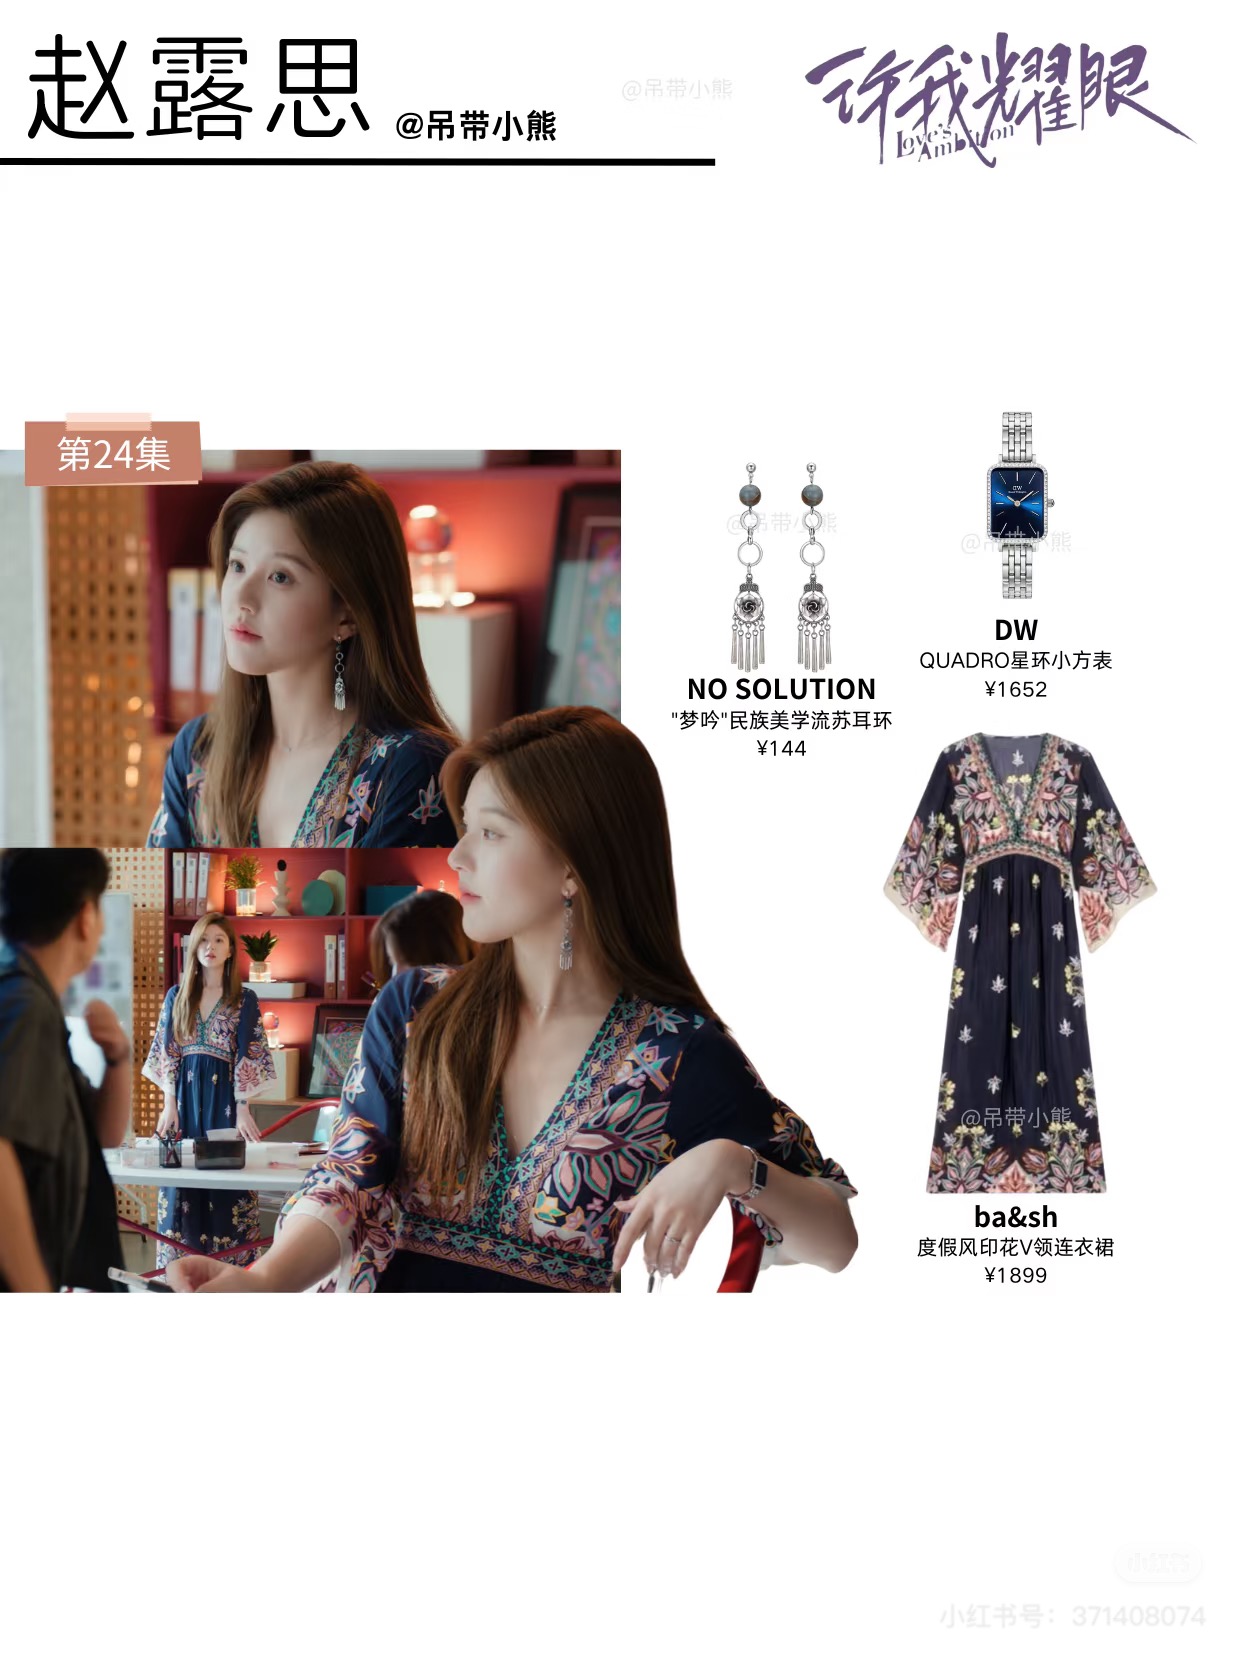 赵露思 @吊带小熊
@吊带小熊
许我耀眼
Love's
Ambition
第24集
@吊带小熊
NO SOLUTION
"梦吟"民族美学流苏耳环
¥144
DW
@吊带小熊
DW
QUADRO星环小方表
¥1652
@吊带小熊
ba&sh
度假风印花V领连衣裙
¥1899
小红书
小红书号：371408074